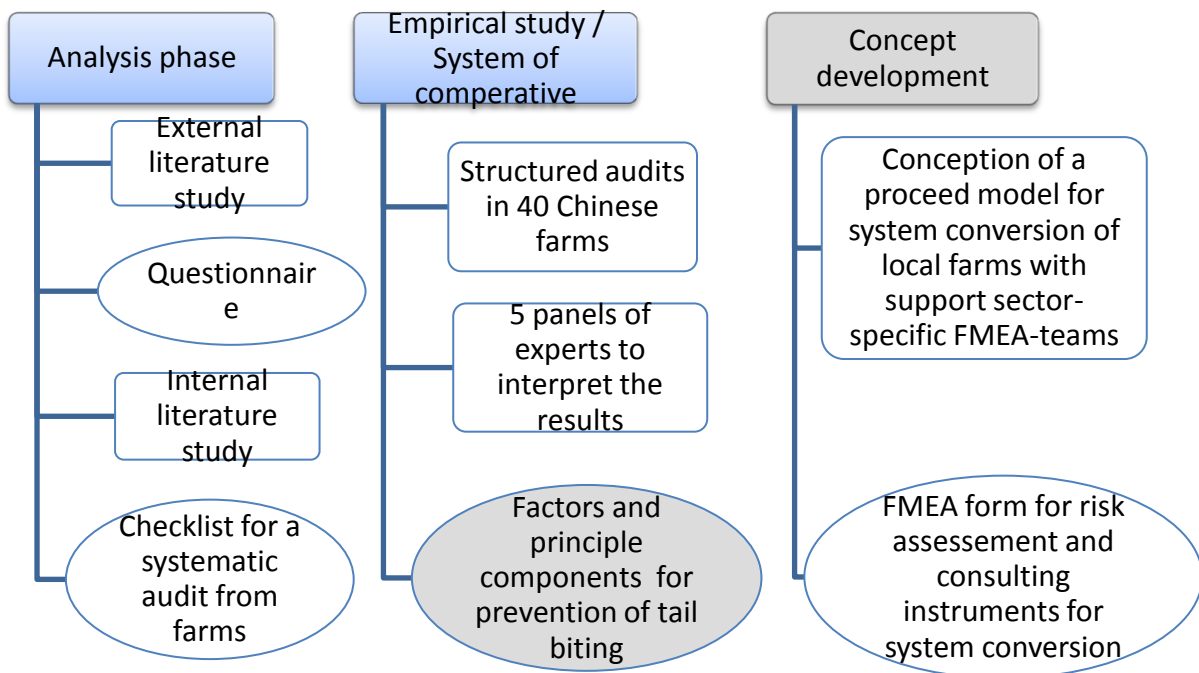 Analysis phase
External
literature
study
Questionnair
e
Internal
literature
study
Checklist for a
systematic
audit from
farms
Empirical study /
System of
comperative
Structured audits
in 40 Chinese
farms
5 panels of
experts to
interpret the
results
Factors and
principle
components for
prevention of tail
biting
Concept
development
Conception of a
proceed model for
system conversion of
local farms with
support sector-
specific FMEA-teams
FMEA form for risk
assessement and
consulting
instruments for
system conversion